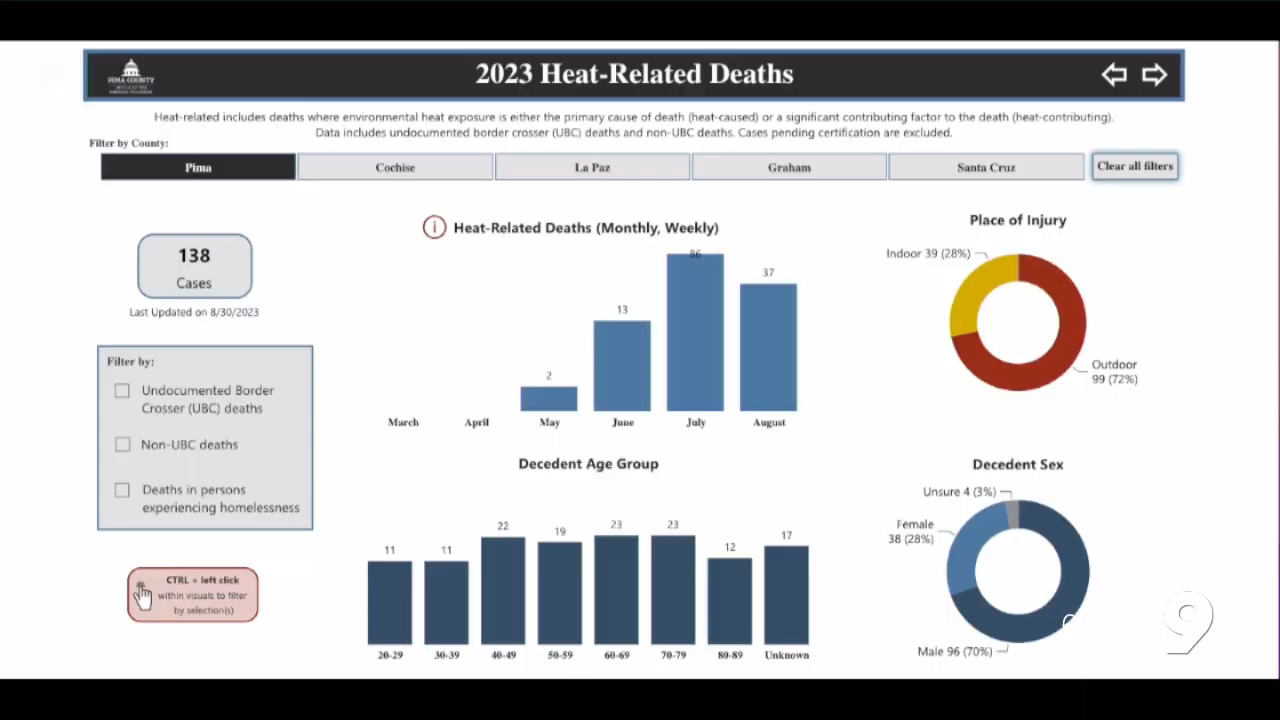 PIMA COUNTY
2023 Heat-Related Deaths
Heat-related includes deaths where environmental heat exposure is either the primary cause of death (heat-caused) or a significant contributing factor to the death (heat-contributing).
Data includes undocumented border crosser (UBC) deaths and non-UBC deaths. Cases pending certification are excluded.
Filter by County:
Pima
Cochise
La Paz
Graham
Santa Cruz
Clear all filters
138
Cases
Last Updated on 8/30/2023
Filter by:
Undocumented Border
Crosser (UBC) deaths
Non-UBC deaths
Deaths in persons
experiencing homelessness
CTRL + left click
within visuals to filter
by selection(s)
i Heat-Related Deaths (Monthly, Weekly)
2
13
86
37
March April May June July August
Decedent Age Group
11
11
22
19
23
23
12
17
20-29 30-39 40-49 50-59 60-69 70-79 80-89 Unknown
Place of Injury
Indoor 39 (28%)
Outdoor
99 (72%)
Decedent Sex
Unsure 4 (3%)
Female
38 (28%)
Male 96 (70%)
9